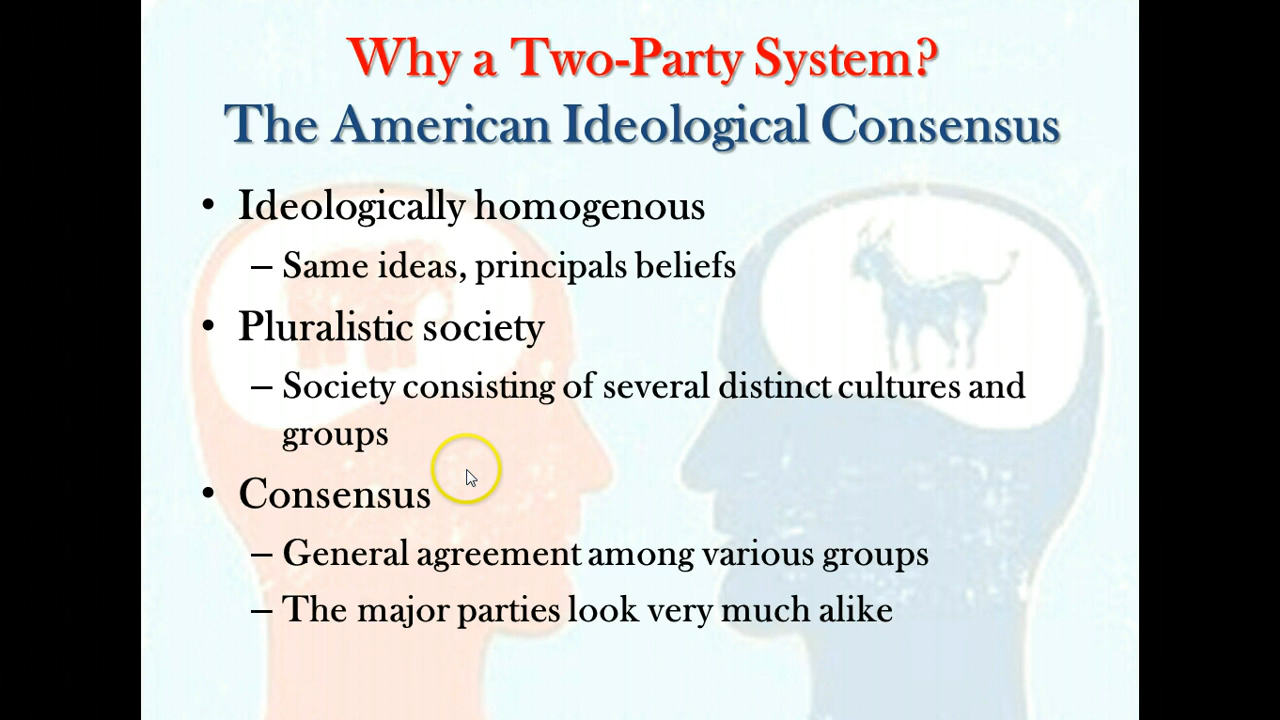 Why a Two-Party System?
The American Ideological Consensus
• Ideologically homogenous
– Same ideas, principals beliefs
• Pluralistic society
– Society consisting of several distinct cultures and
groups
• Consensus
– General agreement among various groups
– The major parties look very much alike